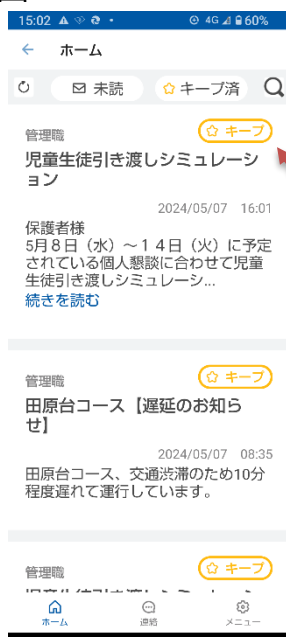 15:02 4G 60%
ホーム
未読 キープ済
管理職 キープ
児童生徒引き渡しシミュレーシ
ョン
2024/05/07 16:01
保護者様
5月8日（水）～14日（火）に予定
されている個人懇談に合わせて児童
生徒引き渡しシミュレーシ...
続きを読む
管理職 キープ
田原台コース【遅延のお知ら
せ】
2024/05/07 08:35
田原台コース、交通渋滞のため10分
程度遅れて運行しています。
管理職 キープ
ホーム 連絡 メニュー